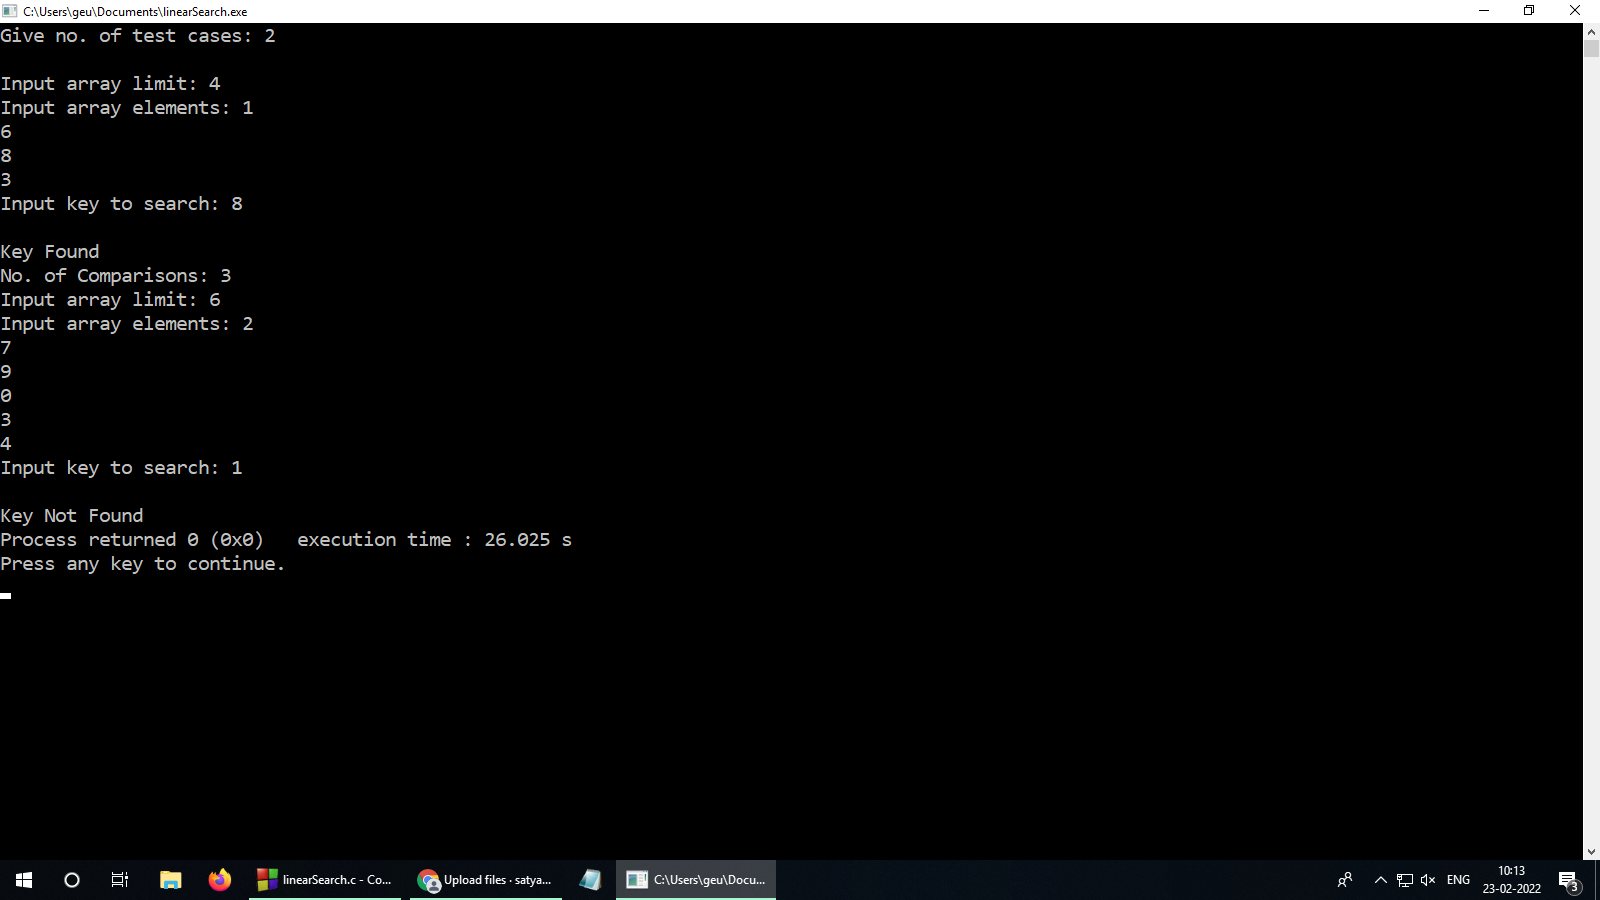 C:\Users\geu\Documents\linearSearch.exe
Give no. of test cases: 2
Input array limit: 4
Input array elements: 1
6
8
3
Input key to search: 8
Key Found
No. of Comparisons: 3
Input array limit: 6
Input array elements: 2
7
9
0
3
4
Input key to search: 1
Key Not Found
Process returned 0 (0x0)   execution time : 26.025 s
Press any key to continue.
linearSearch.c - Co...
Upload files · satya...
C:\Users\geu\Docu...
ENG
10:13
23-02-2022
3